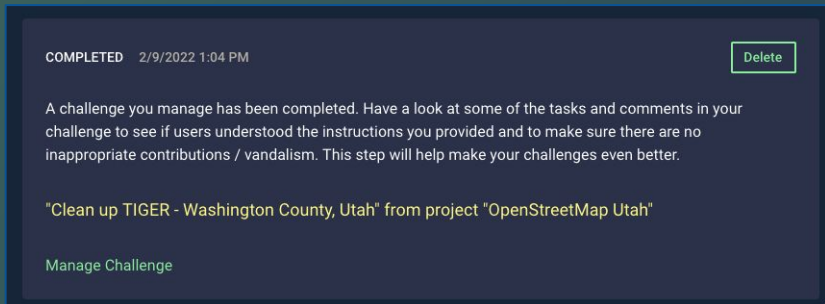 COMPLETED 2/9/2022 1:04 PM
Delete
A challenge you manage has been completed. Have a look at some of the tasks and comments in your
challenge to see if users understood the instructions you provided and to make sure there are no
inappropriate contributions / vandalism. This step will help make your challenges even better.
"Clean up TIGER - Washington County, Utah" from project "OpenStreetMap Utah"
Manage Challenge